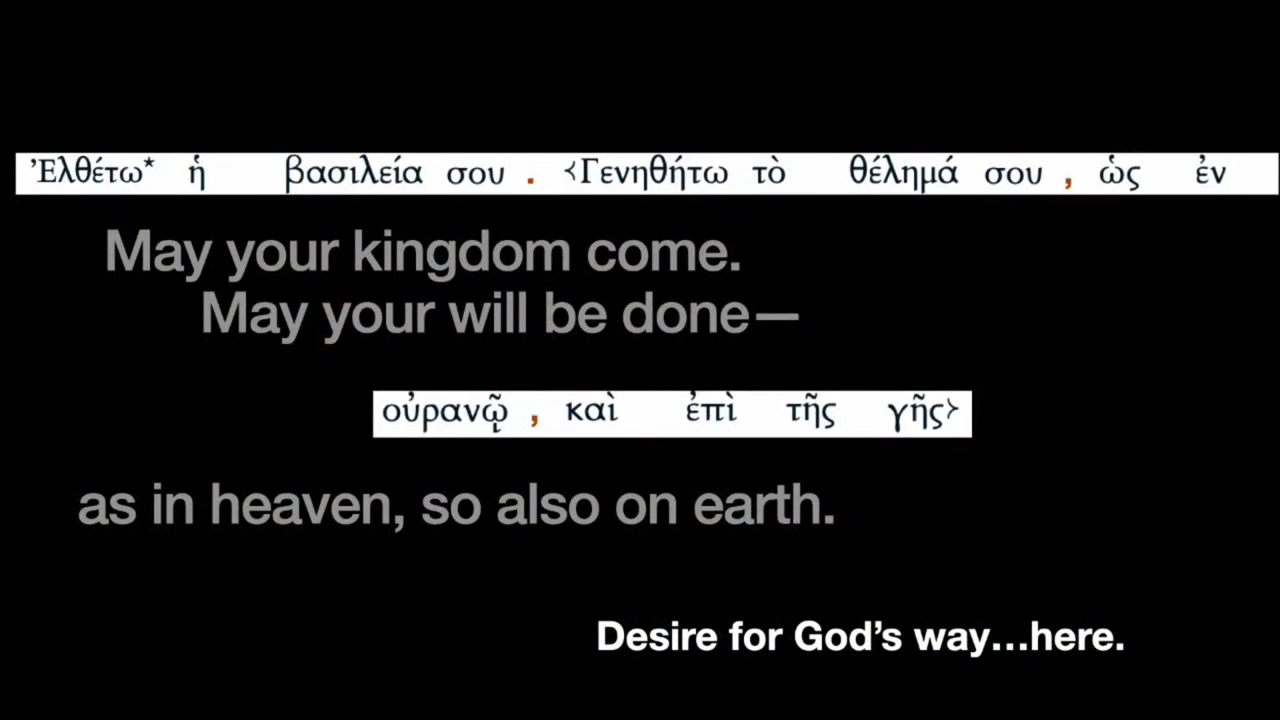 Ἐλθέτω* ἡ βασιλεία σου . ⊰Γενηθήτω τὸ θέλημά σου , ὡς ἐν
May your kingdom come.
May your will be done—
οὐρανῷ , καὶ ἐπὶ τῆς γῆς⊱
as in heaven, so also on earth.
Desire for God’s way…here.